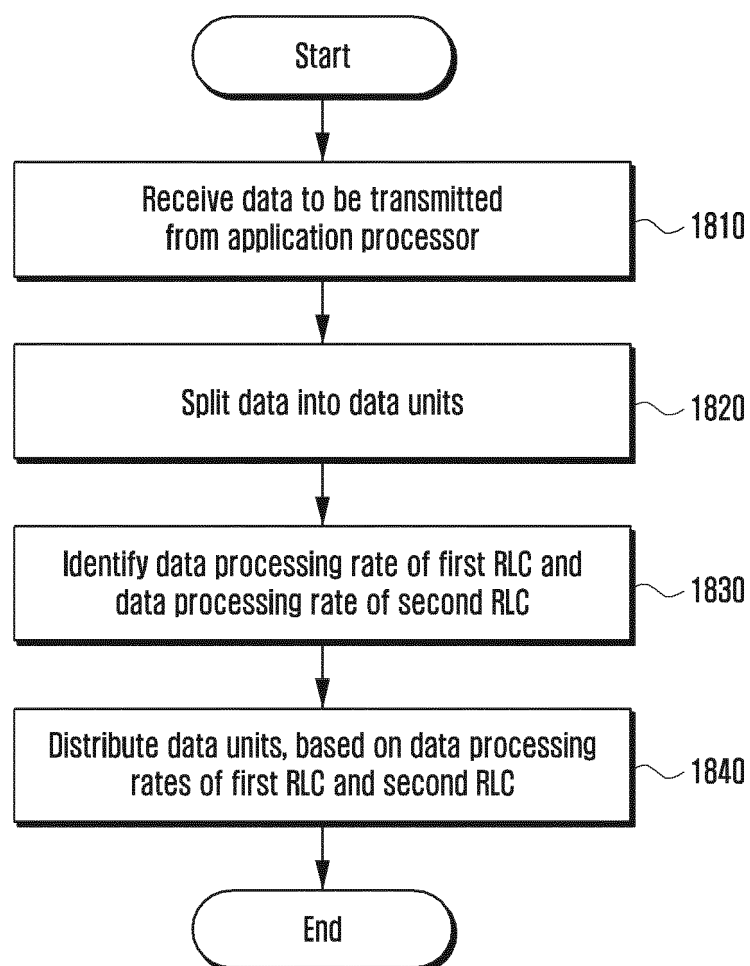 Start
Receive data to be transmitted
from application processor
1810
Split data into data units
1820
Identify data processing rate of first RLC and
data processing rate of second RLC
1830
Distribute data units, based on data processing
rates of first RLC and second RLC
1840
End